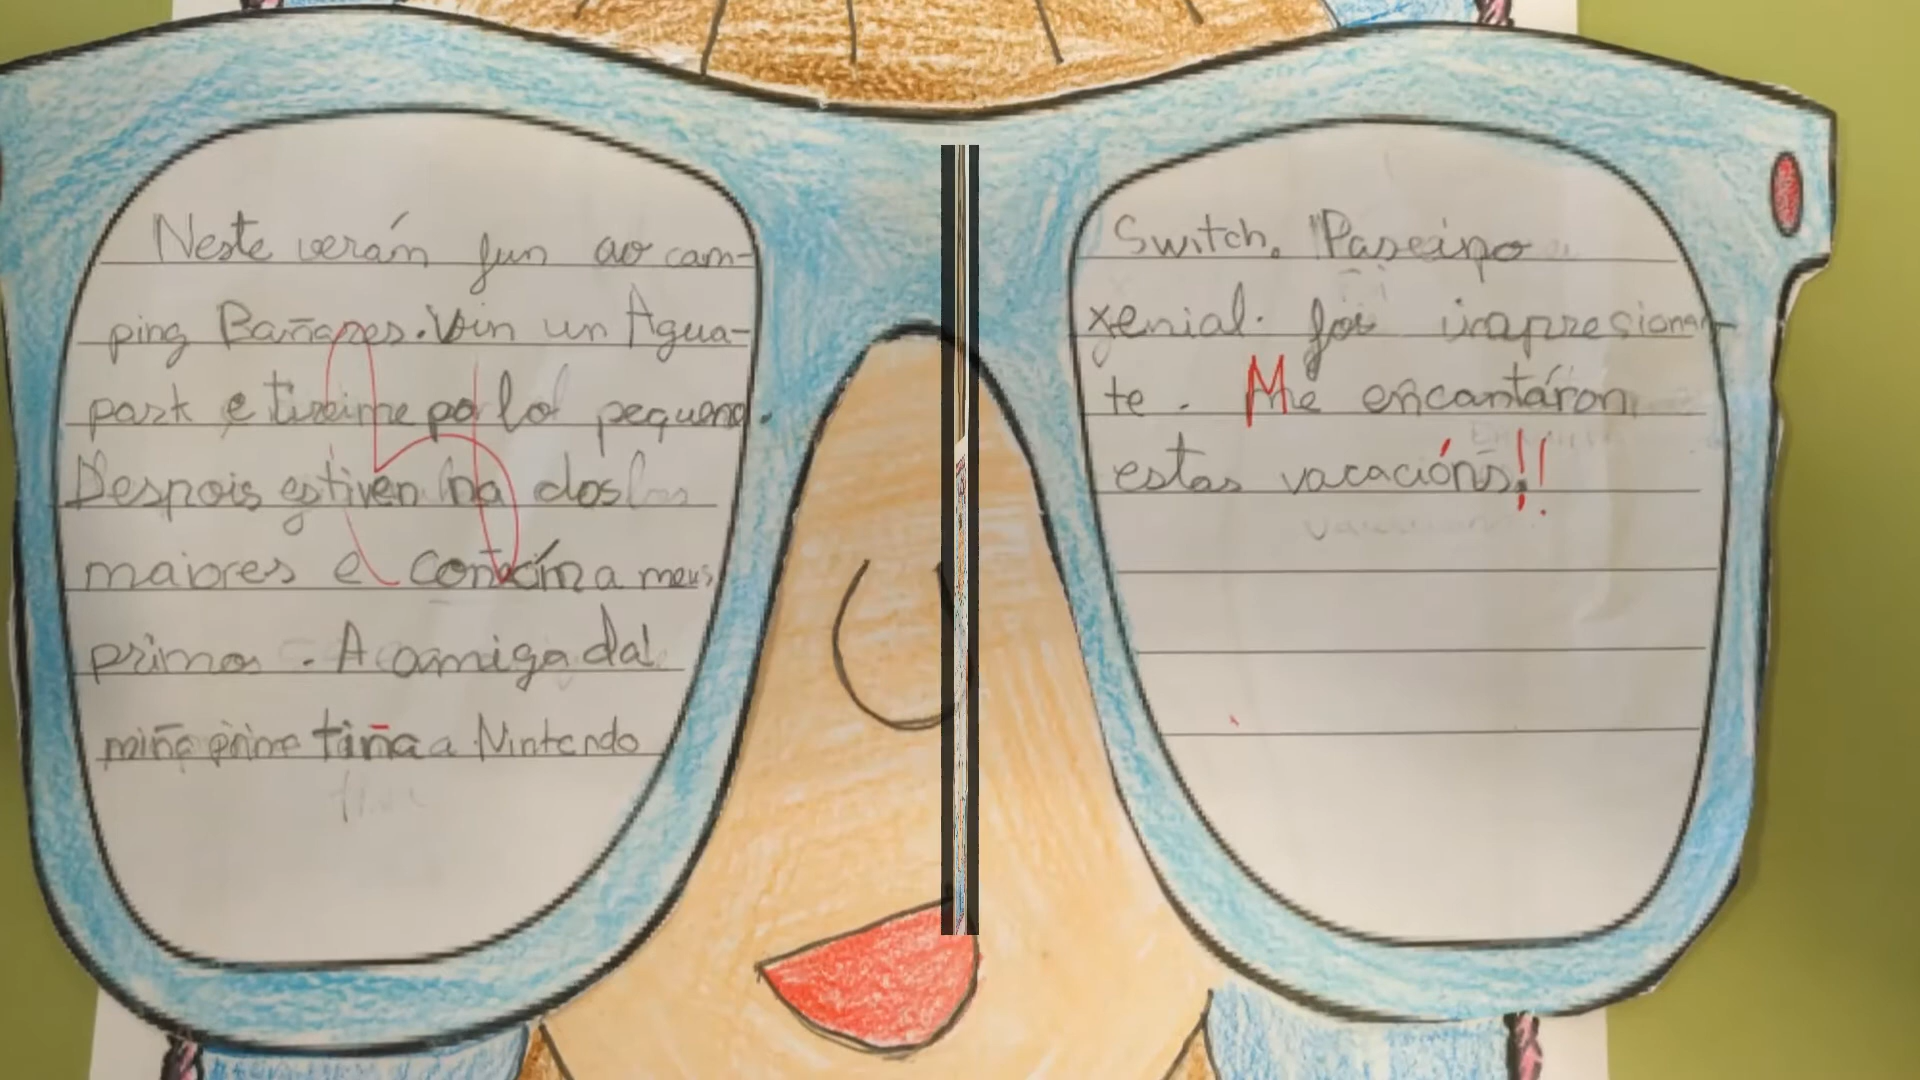 Neste verán fun ao cam-
ping Bañares. Vin un Agua-
park e tireime polo pequeno.
Despois estiven na dos
maiores e coñecín a meus
primos. A amiga da
miña prima tiña a Nintendo
Switch. Paseino
xenial. foi impresionan-
te. Me encantáron
estas vacacións!!